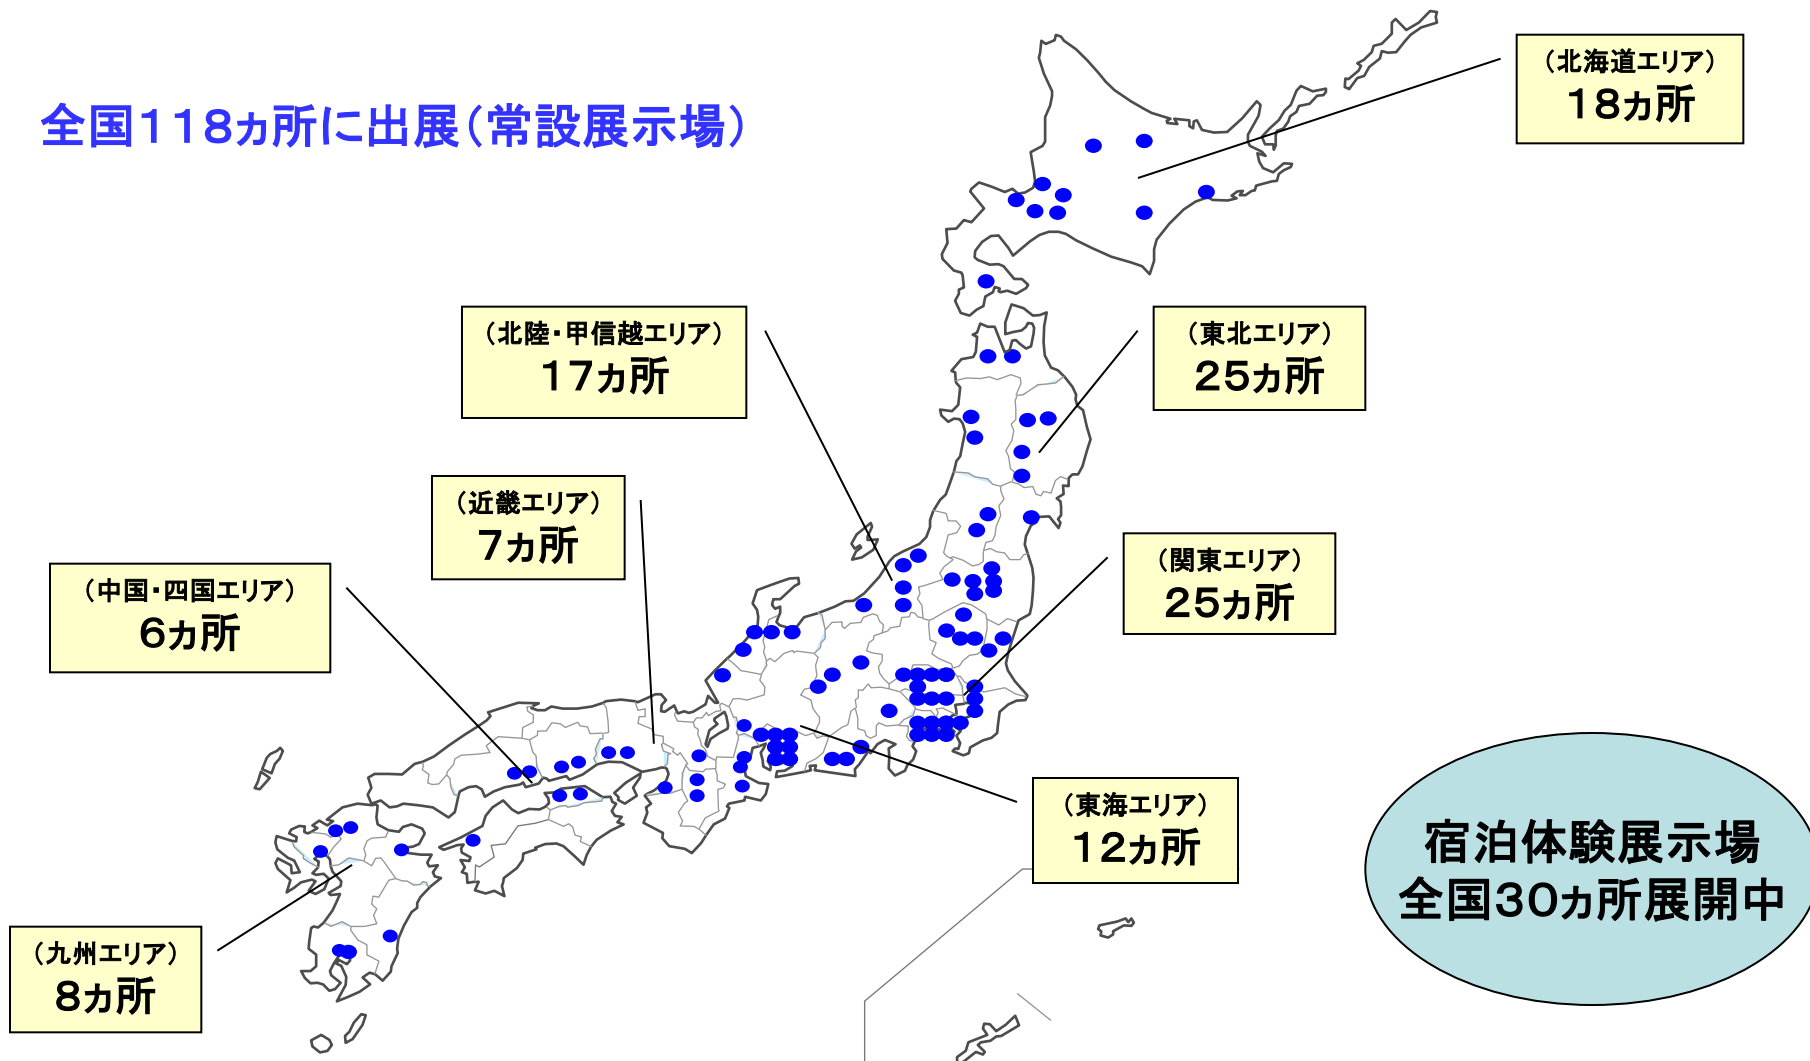 全国118ヵ所に出展(常設展示場)
(北海道エリア)
18ヵ所
(北陸・甲信越エリア)
17ヵ所
(東北エリア)
25ヵ所
(近畿エリア)
7ヵ所
(関東エリア)
25ヵ所
(中国・四国エリア)
6ヵ所
(東海エリア)
12ヵ所
宿泊体験展示場
全国30ヵ所展開中
(九州エリア)
8ヵ所